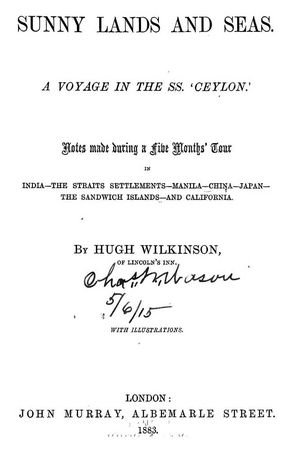 SUNNY LANDS AND SEAS.
A VOYAGE IN THE SS. 'CEYLON.'
Notes made during a Five Months' Tour
IN
INDIA—THE STRAITS SETTLEMENTS—MANILA—CHINA—JAPAN—
THE SANDWICH ISLANDS—AND CALIFORNIA.
BY HUGH WILKINSON,
OF LINCOLN'S INN.
5/6/15
WITH ILLUSTRATIONS.
LONDON:
JOHN MURRAY, ALBEMARLE STREET.
1883.